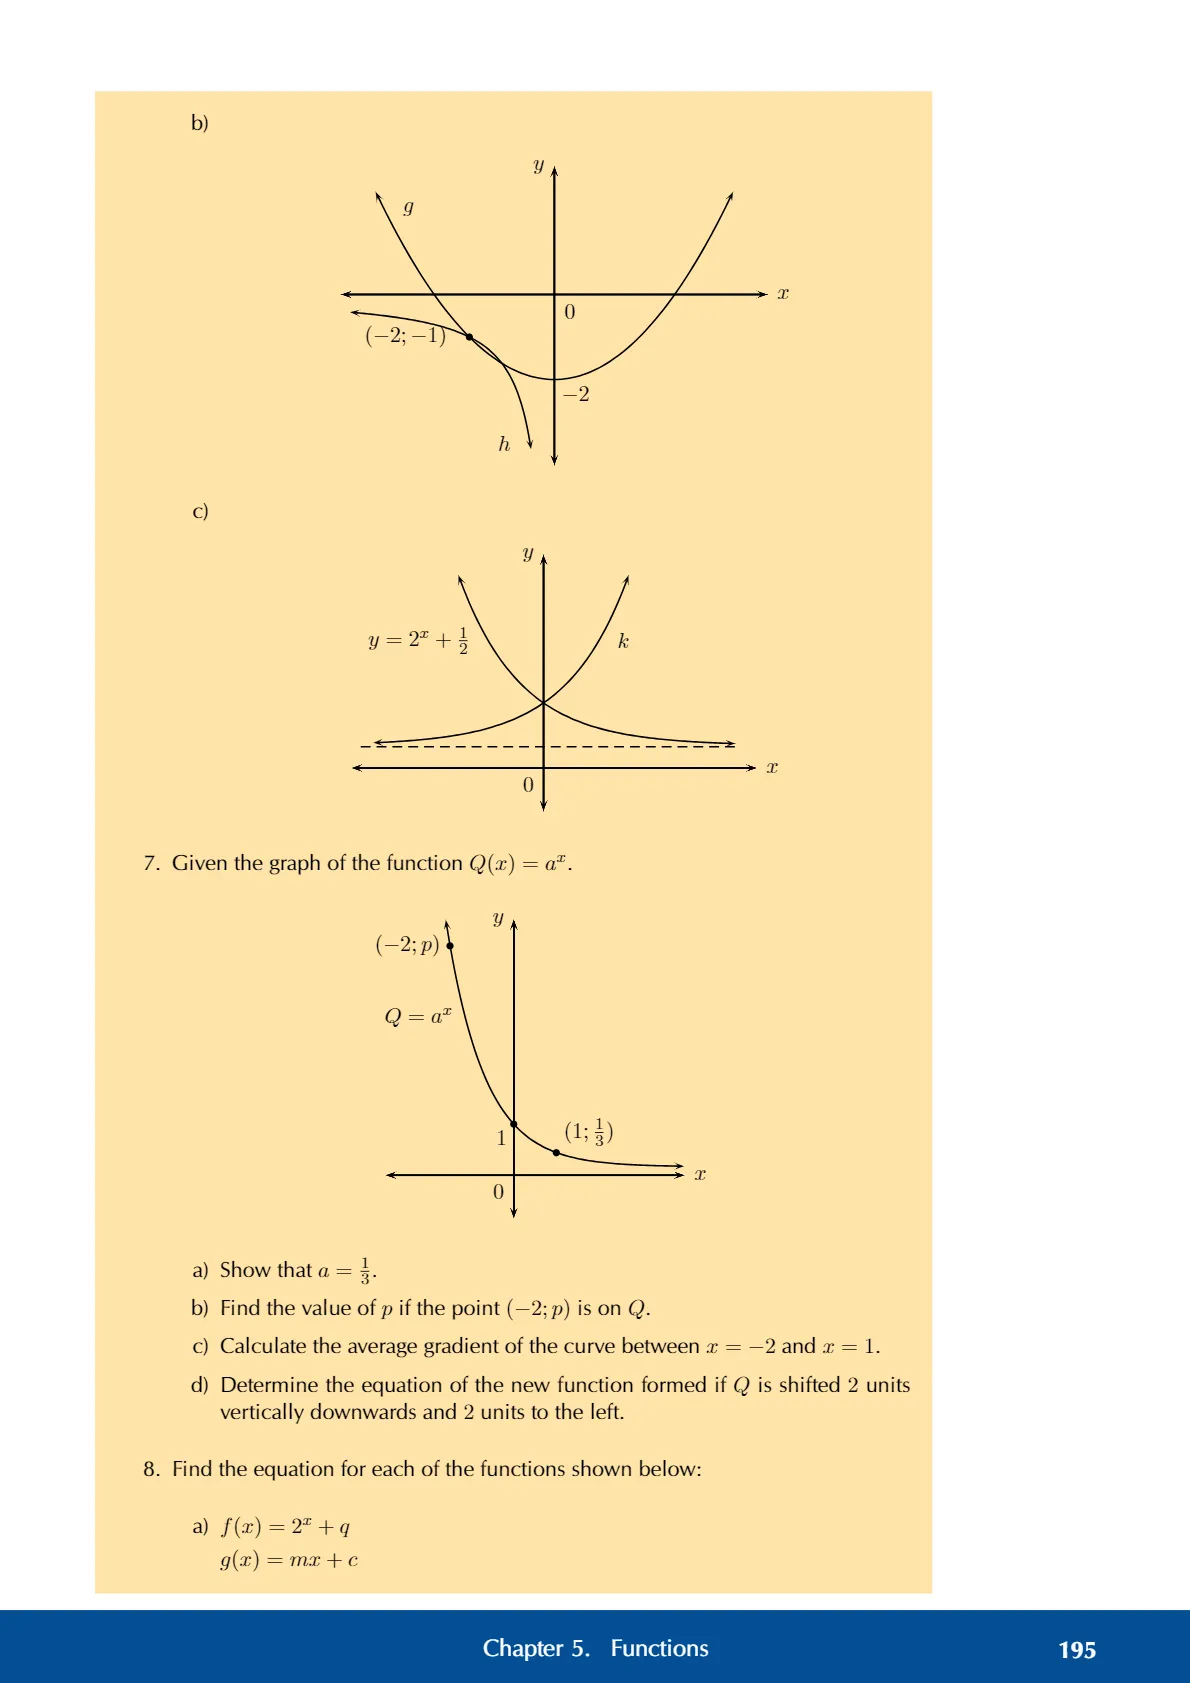 b)
y
g
x
0
(−2; −1)
−2
h
c)
y
y = 2^x + 1/2
k
x
0
7. Given the graph of the function Q(x) = a^x.
y
(−2; p)
Q = a^x
1
(1; 1/3)
x
0
a) Show that a = 1/3.
b) Find the value of p if the point (−2; p) is on Q.
c) Calculate the average gradient of the curve between x = −2 and x = 1.
d) Determine the equation of the new function formed if Q is shifted 2 units
vertically downwards and 2 units to the left.
8. Find the equation for each of the functions shown below:
a) f(x) = 2^x + q
g(x) = mx + c
Chapter 5. Functions 195